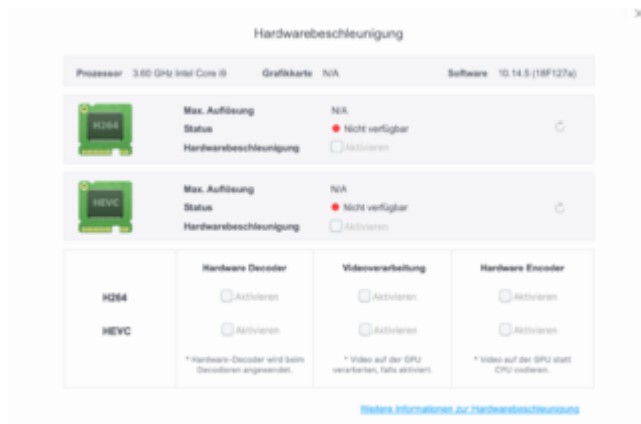 Hardwarebeschleunigung
Prozessor 3.60 GHz Intel Core i9 Grafikkarte N/A Software 10.14.5 (18F127a)
H264
Max. Auflösung N/A
Status Nicht verfügbar
Hardwarebeschleunigung Aktivieren
HEVC
Max. Auflösung N/A
Status Nicht verfügbar
Hardwarebeschleunigung Aktivieren
Hardware Decoder Videoverarbeitung Hardware Encoder
H264 Aktivieren Aktivieren Aktivieren
HEVC Aktivieren Aktivieren Aktivieren
* Hardware-Decoder wird beim * Video auf der GPU * Video auf der GPU statt
Decodieren angewendet. verarbeiten, falls aktiviert. CPU codieren.
Weitere Informationen zur Hardwarebeschleunigung